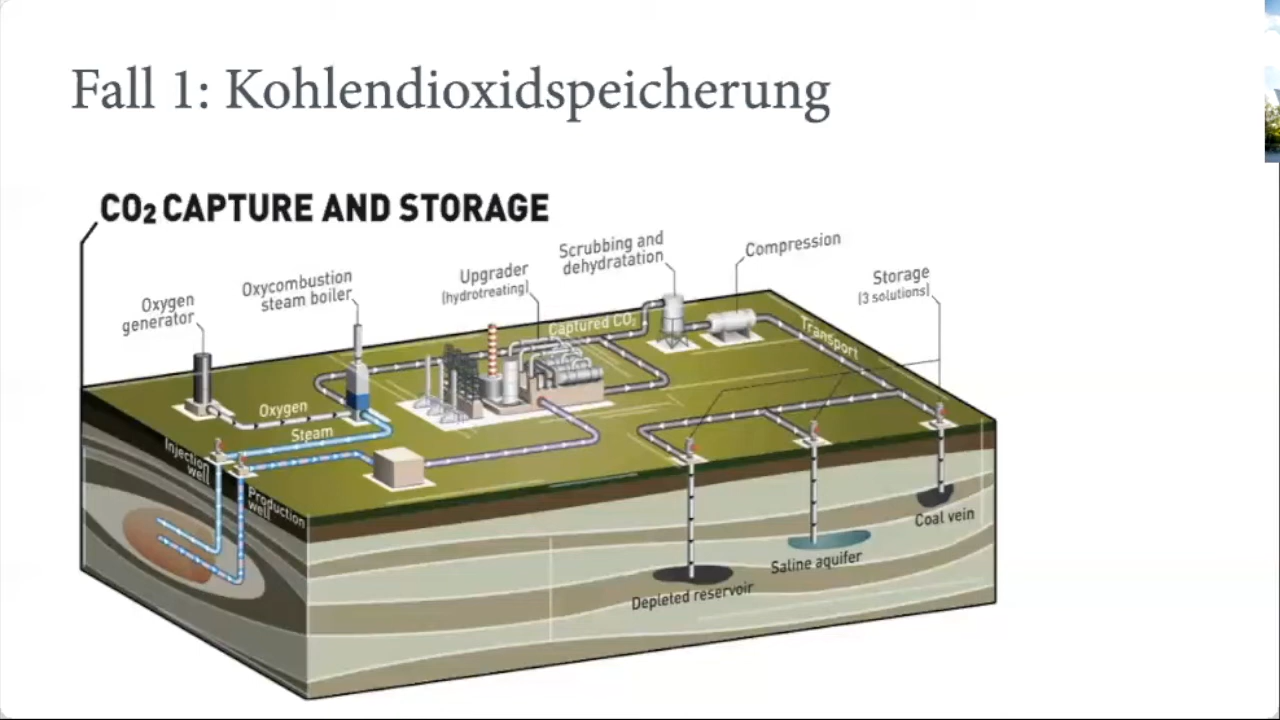 Fall 1: Kohlendioxidspeicherung
CO₂ CAPTURE AND STORAGE
Scrubbing and
dehydratation
Compression
Upgrader
(hydrotreating)
Oxycombustion
steam boiler
Storage
(3 solutions)
Oxygen
generator
Captured CO₂
Transport
Oxygen
Steam
Injection
well
Production
well
Coal vein
Saline aquifer
Depleted reservoir